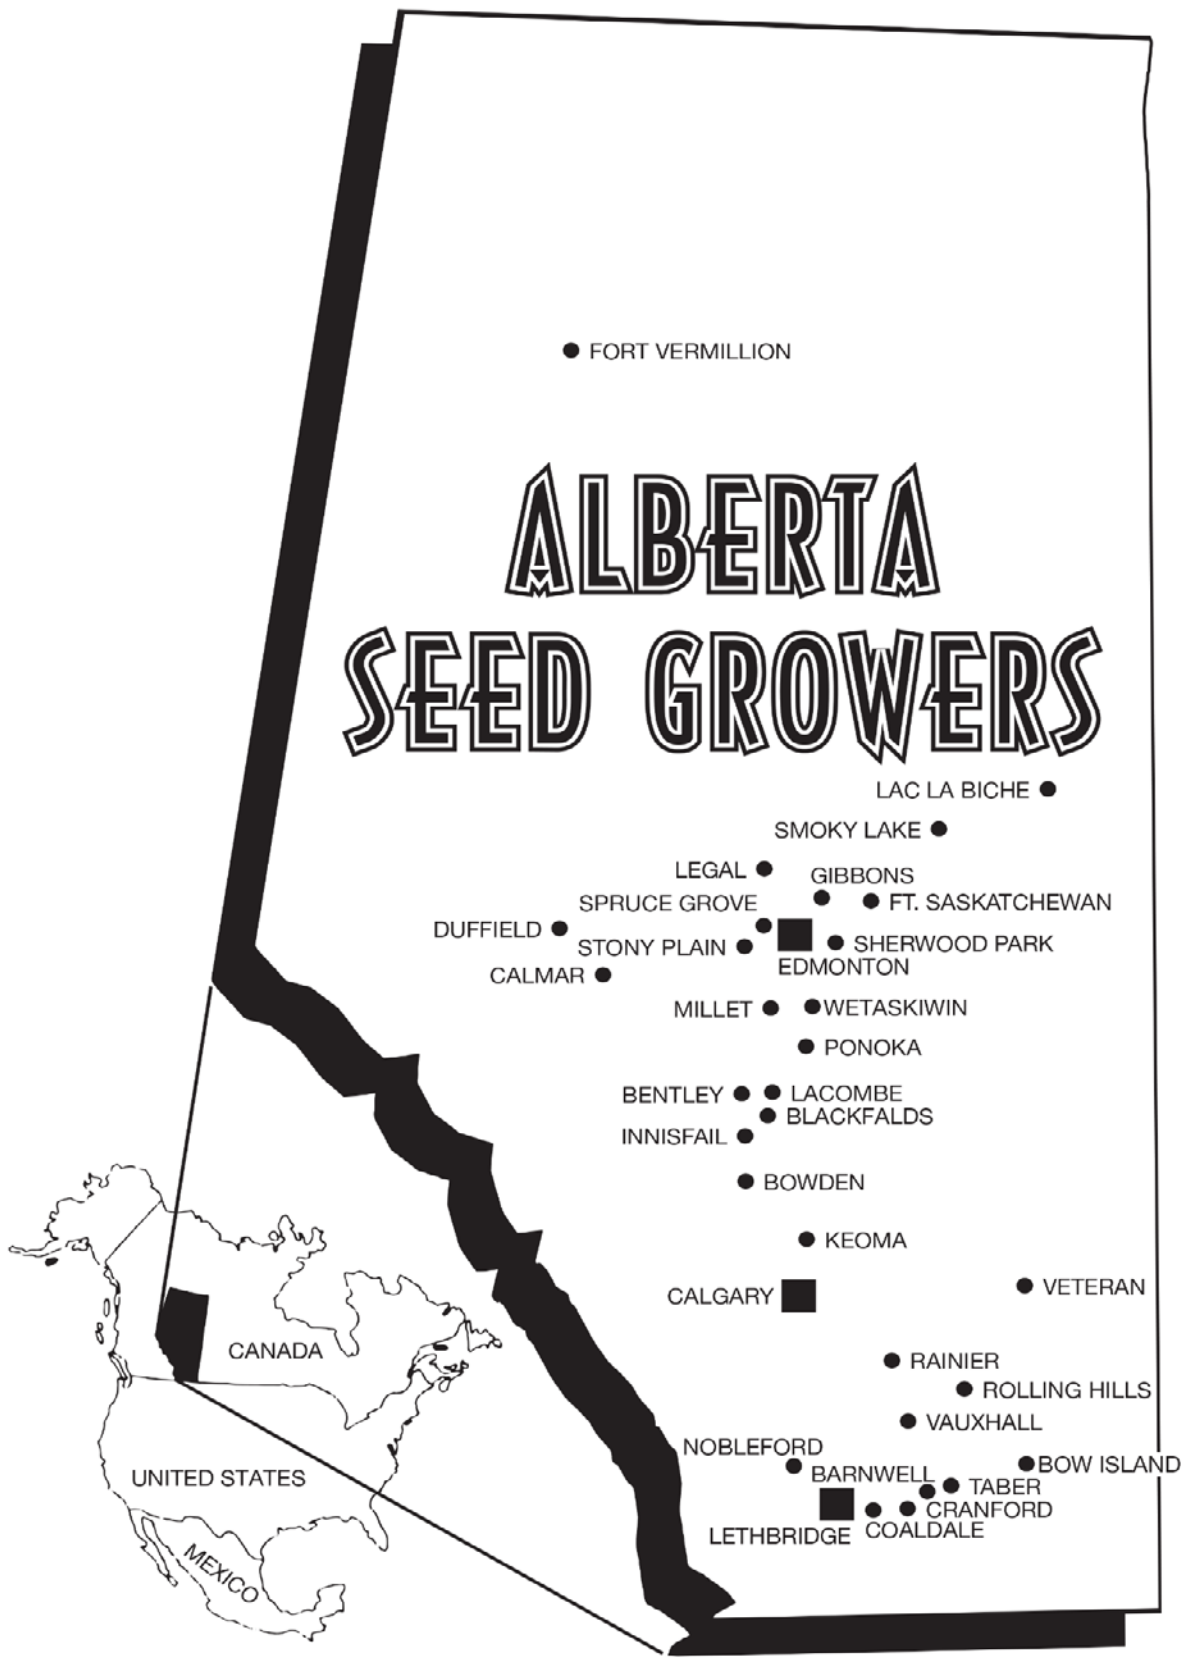 FORT VERMILLION
ALBERTA
SEED GROWERS
LAC LA BICHE
SMOKY LAKE
LEGAL
GIBBONS
SPRUCE GROVE
FT. SASKATCHEWAN
DUFFIELD
STONY PLAIN
SHERWOOD PARK
EDMONTON
CALMAR
MILLET
WETASKIWIN
PONOKA
BENTLEY
LACOMBE
BLACKFALDS
INNISFAIL
BOWDEN
KEOMA
CALGARY
VETERAN
CANADA
RAINIER
ROLLING HILLS
VAUXHALL
NOBLEFORD
BOW ISLAND
BARNWELL
UNITED STATES
TABER
CRANFORD
COALDALE
LETHBRIDGE
MEXICO